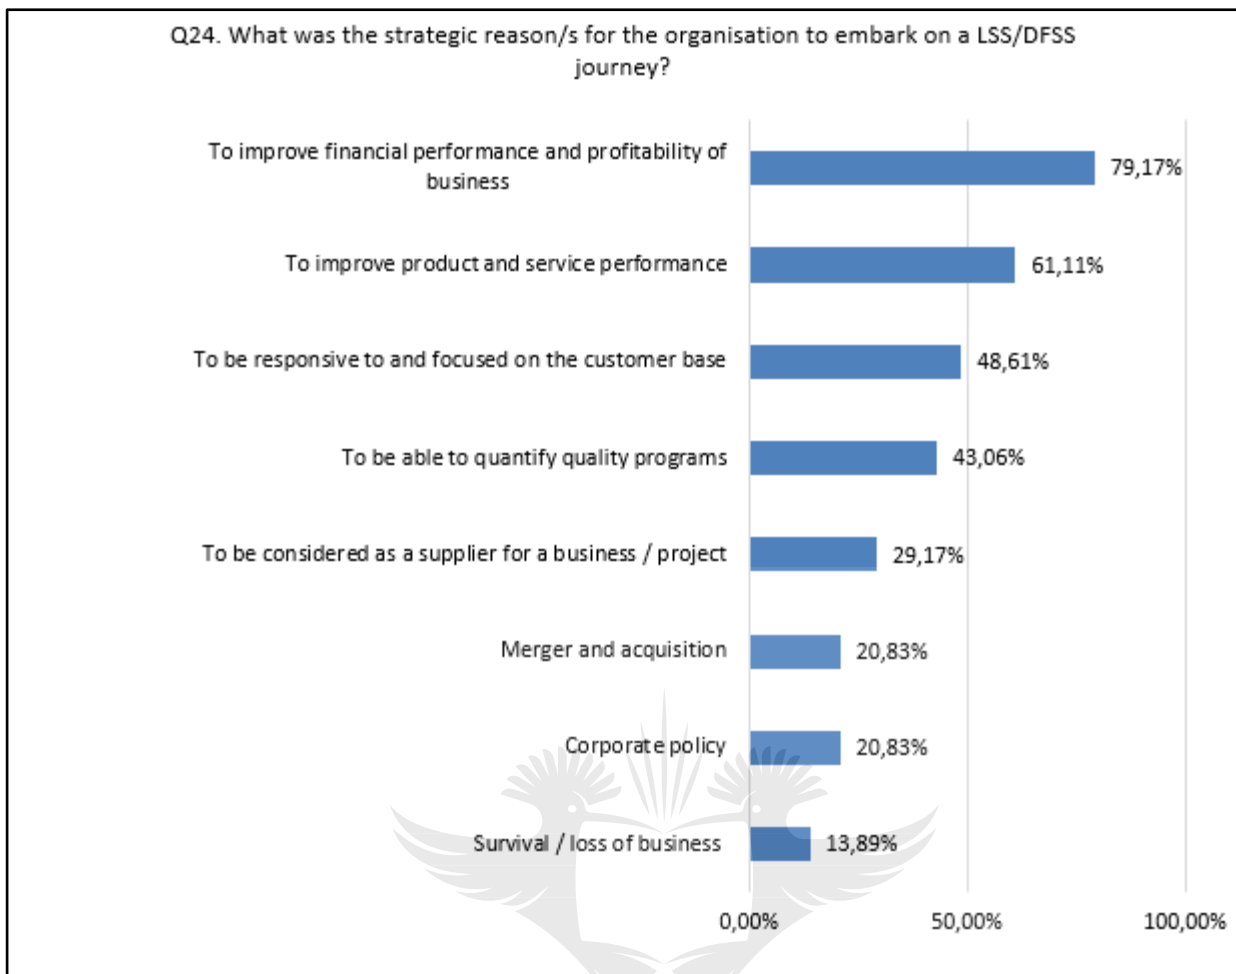 Q24. What was the strategic reason/s for the organisation to embark on a LSS/DFSS
journey?
To improve financial performance and profitability of
business
79,17%
To improve product and service performance
61,11%
To be responsive to and focused on the customer base
48,61%
To be able to quantify quality programs
43,06%
To be considered as a supplier for a business / project
29,17%
Merger and acquisition
20,83%
Corporate policy
20,83%
Survival / loss of business
13,89%
0,00%
50,00%
100,00%